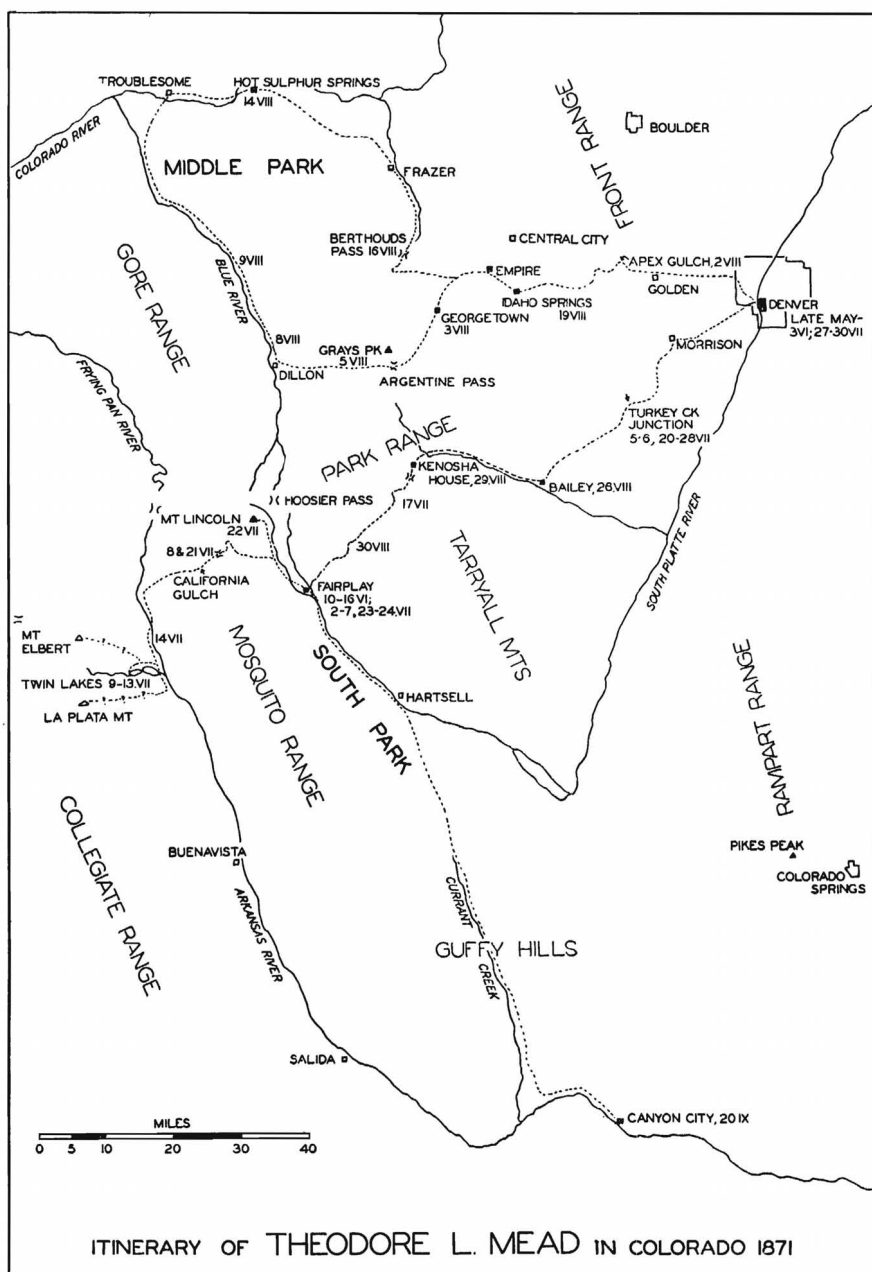 TROUBLESOME
HOT SULPHUR SPRINGS
14 VIII
COLORADO RIVER
MIDDLE PARK
FRAZER
FRONT RANGE
BOULDER
CENTRAL CITY
BERTHOUDS
PASS 16 VIII
EMPIRE
APEX GULCH, 2 VIII
GOLDEN
IDAHO SPRINGS
19 VIII
DENVER
LATE MAY-
3 VI; 27-30 VII
GORE RANGE
9 VIII
BLUE RIVER
8 VIII
GEORGETOWN
3 VIII
GRAYS PK
5 VIII
DILLON
ARGENTINE PASS
MORRISON
TURKEY CK
JUNCTION
5-6, 20-28 VII
FRYING PAN RIVER
PARK RANGE
KENOSHA
HOUSE, 29. VIII
BAILEY, 26. VIII
17 VII
HOOSIER PASS
MT LINCOLN
22 VII
30 VIII
8 & 21 VII
CALIFORNIA
GULCH
FAIRPLAY
10-16 VI;
2-7, 23-24. VII
TARRYALL MTS
SOUTH PLATTE RIVER
MT
ELBERT
14 VII
TWIN LAKES 9-13. VII
LA PLATA MT
MOSQUITO RANGE
SOUTH PARK
HARTSELL
RAMPART RANGE
PIKES PEAK
COLORADO
SPRINGS
COLLEGIATE RANGE
BUENAVISTA
ARKANSAS RIVER
CURRANT
CREEK
GUFFY HILLS
SALIDA
CANYON CITY, 20 IX
MILES
0 5 10 20 30 40
ITINERARY OF THEODORE L. MEAD IN COLORADO 1871